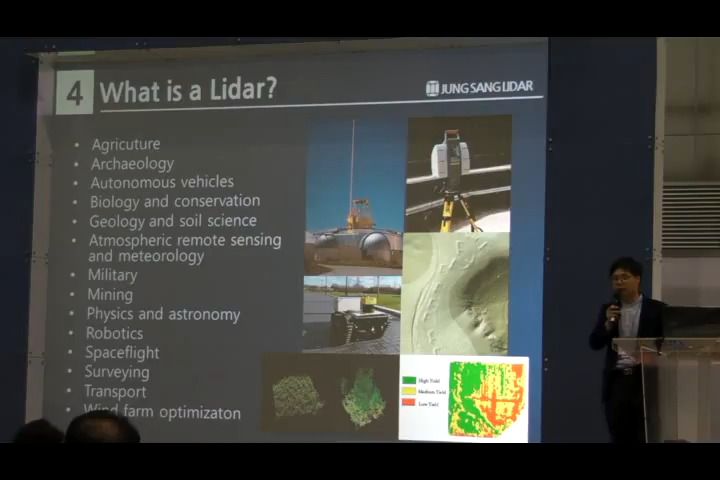 4 What is a Lidar?
JUNG SANG LIDAR
• Agricuture
• Archaeology
• Autonomous vehicles
• Biology and conservation
• Geology and soil science
• Atmospheric remote sensing
and meteorology
• Military
• Mining
• Physics and astronomy
• Robotics
• Spaceflight
• Surveying
• Transport
• Wind farm optimizaton
High Yield
Medium Yield
Low Yield